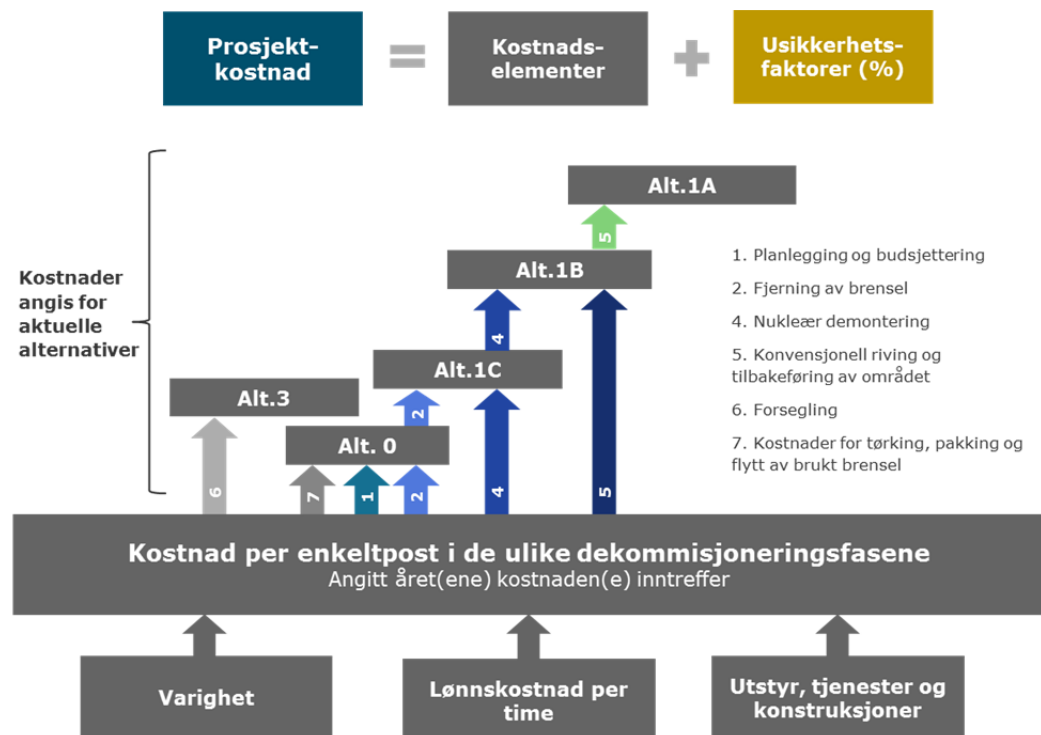 Prosjekt-
kostnad
=
Kostnads-
elementer
+
Usikkerhets-
faktorer (%)
Alt.1A
5
Alt.1B
Kostnader
angis for
aktuelle
alternativer
4
Alt.1C
Alt.3
2
Alt. 0
1. Planlegging og budsjettering
2. Fjerning av brensel
4. Nukleær demontering
5. Konvensjonell riving og
tilbakeføring av området
6. Forsegling
7. Kostnader for tørking, pakking og
flytt av brukt brensel
6
7
1
2
4
5
Kostnad per enkeltpost i de ulike dekommisjoneringsfasene
Angitt året(ene) kostnaden(e) inntreffer
Varighet
Lønnskostnad per
time
Utstyr, tjenester og
konstruksjoner